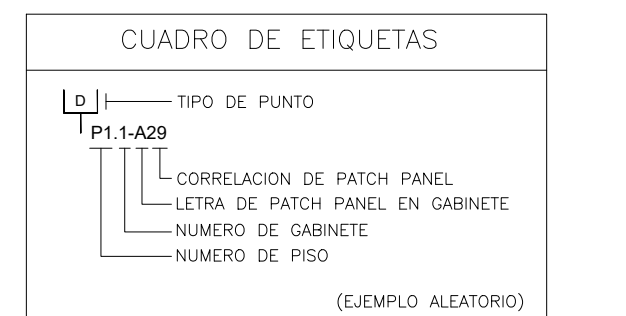 CUADRO DE ETIQUETAS
D TIPO DE PUNTO
P1.1-A29
CORRELACION DE PATCH PANEL
LETRA DE PATCH PANEL EN GABINETE
NUMERO DE GABINETE
NUMERO DE PISO
(EJEMPLO ALEATORIO)